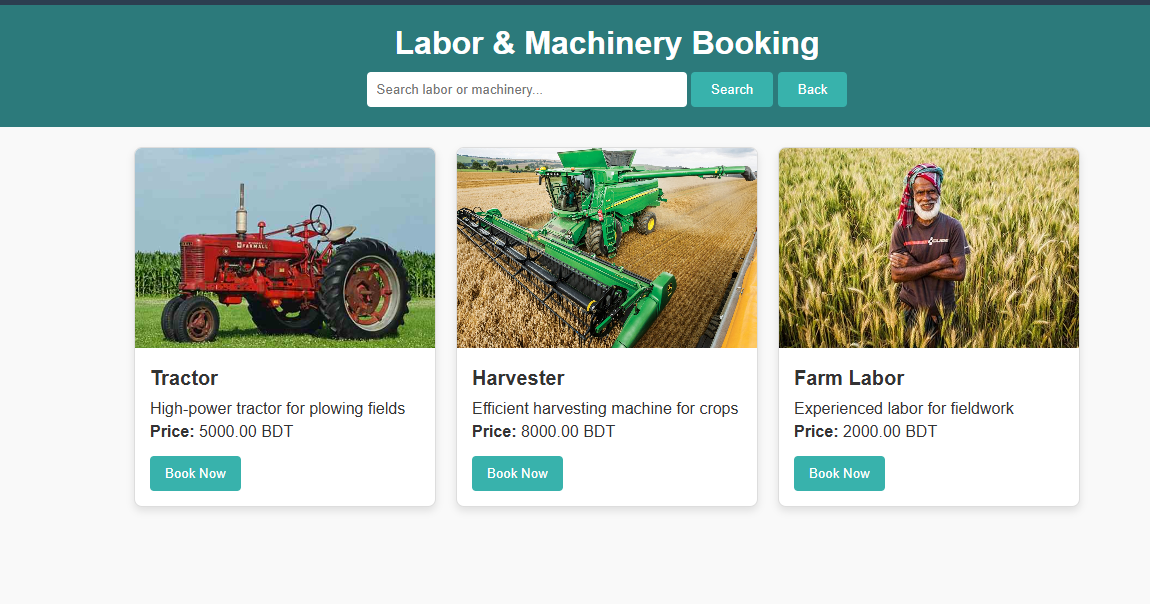 Labor & Machinery Booking
Search labor or machinery...
Search
Back
FARMALL
Tractor
High-power tractor for plowing fields
Price: 5000.00 BDT
Book Now
Harvester
Efficient harvesting machine for crops
Price: 8000.00 BDT
Book Now
Farm Labor
Experienced labor for fieldwork
Price: 2000.00 BDT
Book Now